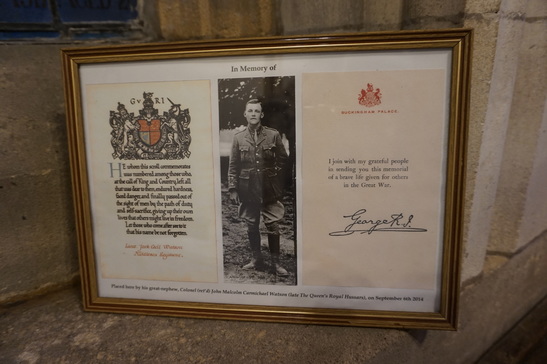 In Memory of
GV RI
He whom this scroll commemorates
was numbered among those who,
at the call of King and Country, left all
that was dear to them, endured hardness,
faced danger, and finally passed out of
the sight of men by the path of duty
and self-sacrifice, giving up their own
lives that others might live in freedom.
Let those who come after see to it
that his name be not forgotten.
BUCKINGHAM PALACE
I join with my grateful people
in sending you this memorial
of a brave life given for others
in the Great War.
George R.I.
Placed here by his great-nephew, Colonel (ret'd) John Malcolm Carmichael Watson (late The Queen's Royal Hussars), on September 6th 2014